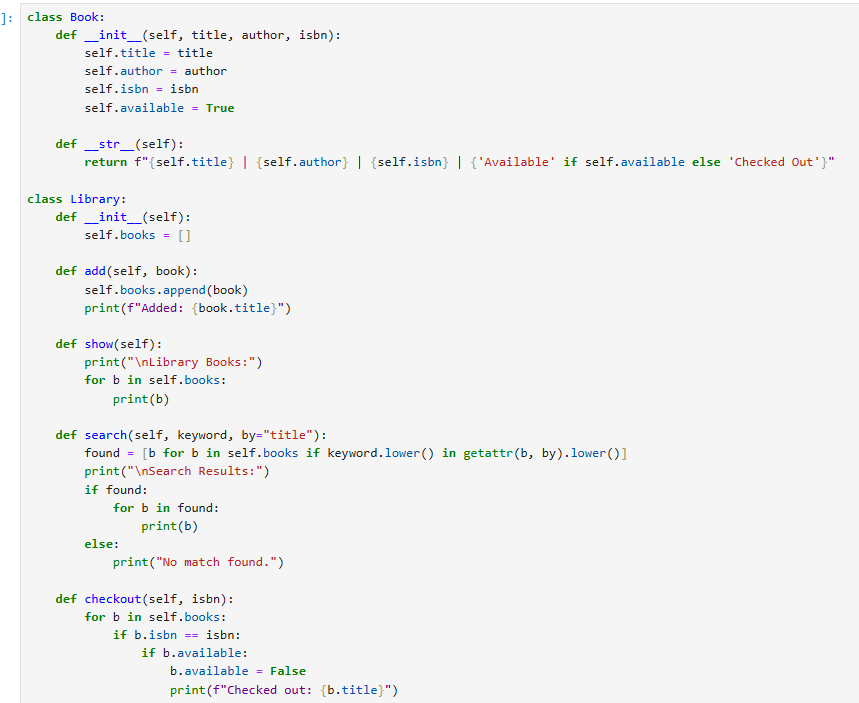 ]:
class Book:
    def __init__(self, title, author, isbn):
        self.title = title
        self.author = author
        self.isbn = isbn
        self.available = True

    def __str__(self):
        return f"{self.title} | {self.author} | {self.isbn} | {'Available' if self.available else 'Checked Out'}"

class Library:
    def __init__(self):
        self.books = []

    def add(self, book):
        self.books.append(book)
        print(f"Added: {book.title}")

    def show(self):
        print("\nLibrary Books:")
        for b in self.books:
            print(b)

    def search(self, keyword, by="title"):
        found = [b for b in self.books if keyword.lower() in getattr(b, by).lower()]
        print("\nSearch Results:")
        if found:
            for b in found:
                print(b)
        else:
            print("No match found.")

    def checkout(self, isbn):
        for b in self.books:
            if b.isbn == isbn:
                if b.available:
                    b.available = False
                    print(f"Checked out: {b.title}")